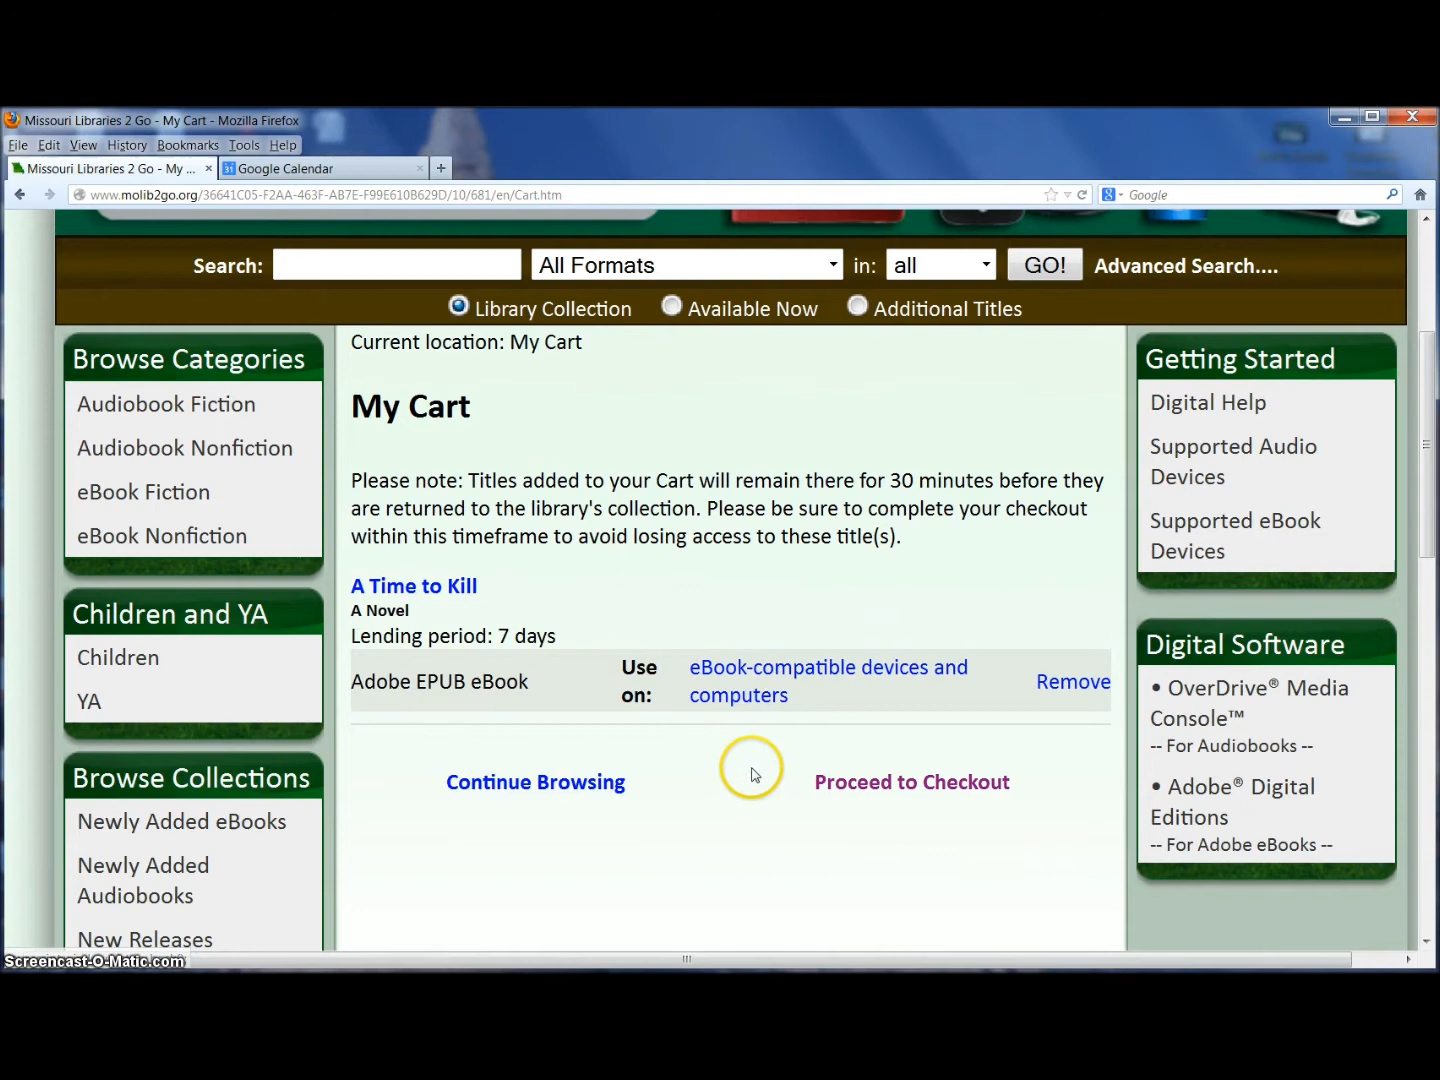 Missouri Libraries 2 Go - My Cart - Mozilla Firefox
File Edit View History Bookmarks Tools Help
Missouri Libraries 2 Go - My ... × Google Calendar × +
www.molib2go.org/36641C05-F2AA-463F-AB7E-F99E610B629D/10/681/en/Cart.htm
Google
Search: All Formats in: all GO! Advanced Search....
Library Collection Available Now Additional Titles
Browse Categories
Audiobook Fiction
Audiobook Nonfiction
eBook Fiction
eBook Nonfiction
Children and YA
Children
YA
Browse Collections
Newly Added eBooks
Newly Added
Audiobooks
New Releases
Current location: My Cart
My Cart
Please note: Titles added to your Cart will remain there for 30 minutes before they
are returned to the library's collection. Please be sure to complete your checkout
within this timeframe to avoid losing access to these title(s).
A Time to Kill
A Novel
Lending period: 7 days
Adobe EPUB eBook
Use
on:
eBook-compatible devices and
computers
Remove
Continue Browsing Proceed to Checkout
Getting Started
Digital Help
Supported Audio
Devices
Supported eBook
Devices
Digital Software
• OverDrive® Media
Console™
-- For Audiobooks --
• Adobe® Digital
Editions
-- For Adobe eBooks --
Screencast-O-Matic.com